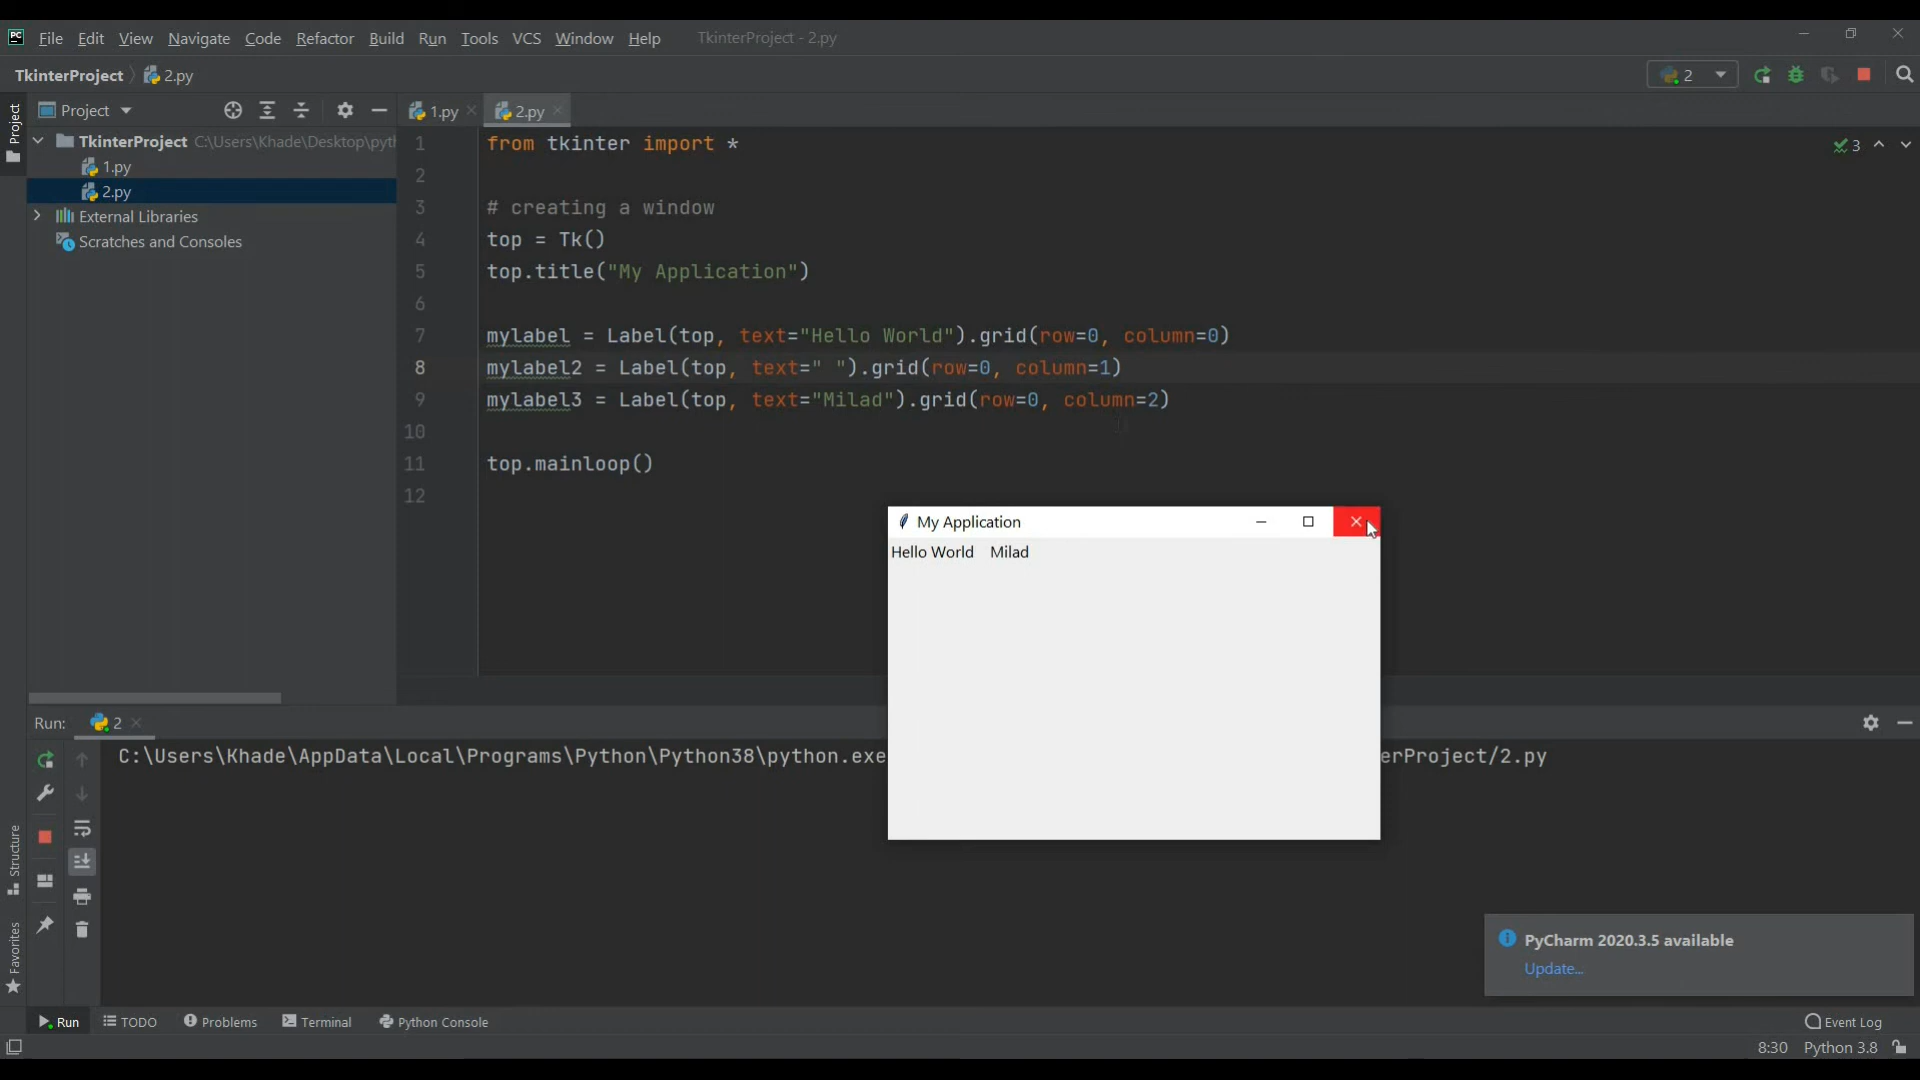 PC File Edit View Navigate Code Refactor Build Run Tools VCS Window Help TkinterProject - 2.py
TkinterProject 2.py 2
Project
Project 1.py 2.py
TkinterProject C:\Users\Khade\Desktop\pyth
1.py
2.py
External Libraries
Scratches and Consoles
3
1 from tkinter import *
2
3 # creating a window
4 top = Tk()
5 top.title("My Application")
6
7 mylabel = Label(top, text="Hello World").grid(row=0, column=0)
8 mylabel2 = Label(top, text=" ").grid(row=0, column=1)
9 mylabel3 = Label(top, text="Milad").grid(row=0, column=2)
10
11 top.mainloop()
12
My Application
Hello World Milad
Run: 2
C:\Users\Khade\AppData\Local\Programs\Python\Python38\python.exe erProject/2.py
Structure
Favorites
PyCharm 2020.3.5 available
Update...
Run TODO Problems Terminal Python Console Event Log
8:30 Python 3.8